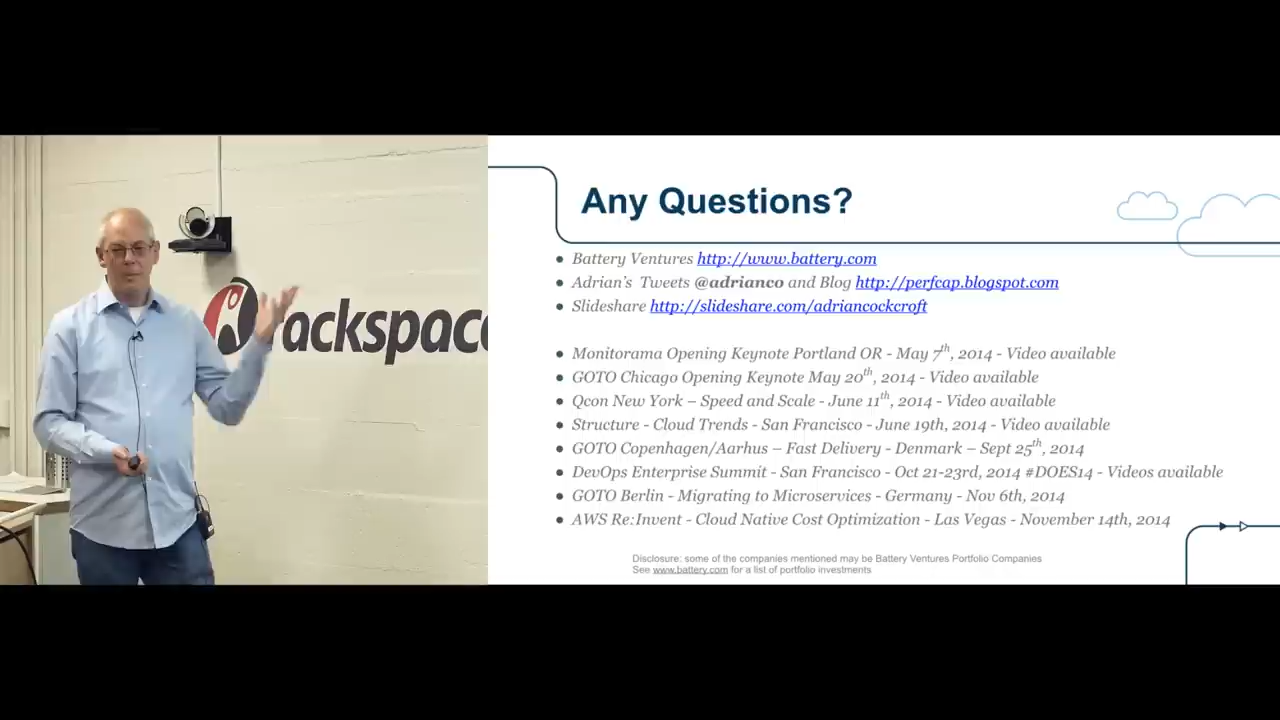 rackspac
Any Questions?
• Battery Ventures http://www.battery.com
• Adrian's Tweets @adrianco and Blog http://perfcap.blogspot.com
• Slideshare http://slideshare.com/adriancockcroft
• Monitorama Opening Keynote Portland OR - May 7th, 2014 - Video available
• GOTO Chicago Opening Keynote May 20th, 2014 - Video available
• Qcon New York – Speed and Scale - June 11th, 2014 - Video available
• Structure - Cloud Trends - San Francisco - June 19th, 2014 - Video available
• GOTO Copenhagen/Aarhus – Fast Delivery - Denmark – Sept 25th, 2014
• DevOps Enterprise Summit - San Francisco - Oct 21-23rd, 2014 #DOES14 - Videos available
• GOTO Berlin - Migrating to Microservices - Germany - Nov 6th, 2014
• AWS Re:Invent - Cloud Native Cost Optimization - Las Vegas - November 14th, 2014
Disclosure: some of the companies mentioned may be Battery Ventures Portfolio Companies
See www.battery.com for a list of portfolio investments